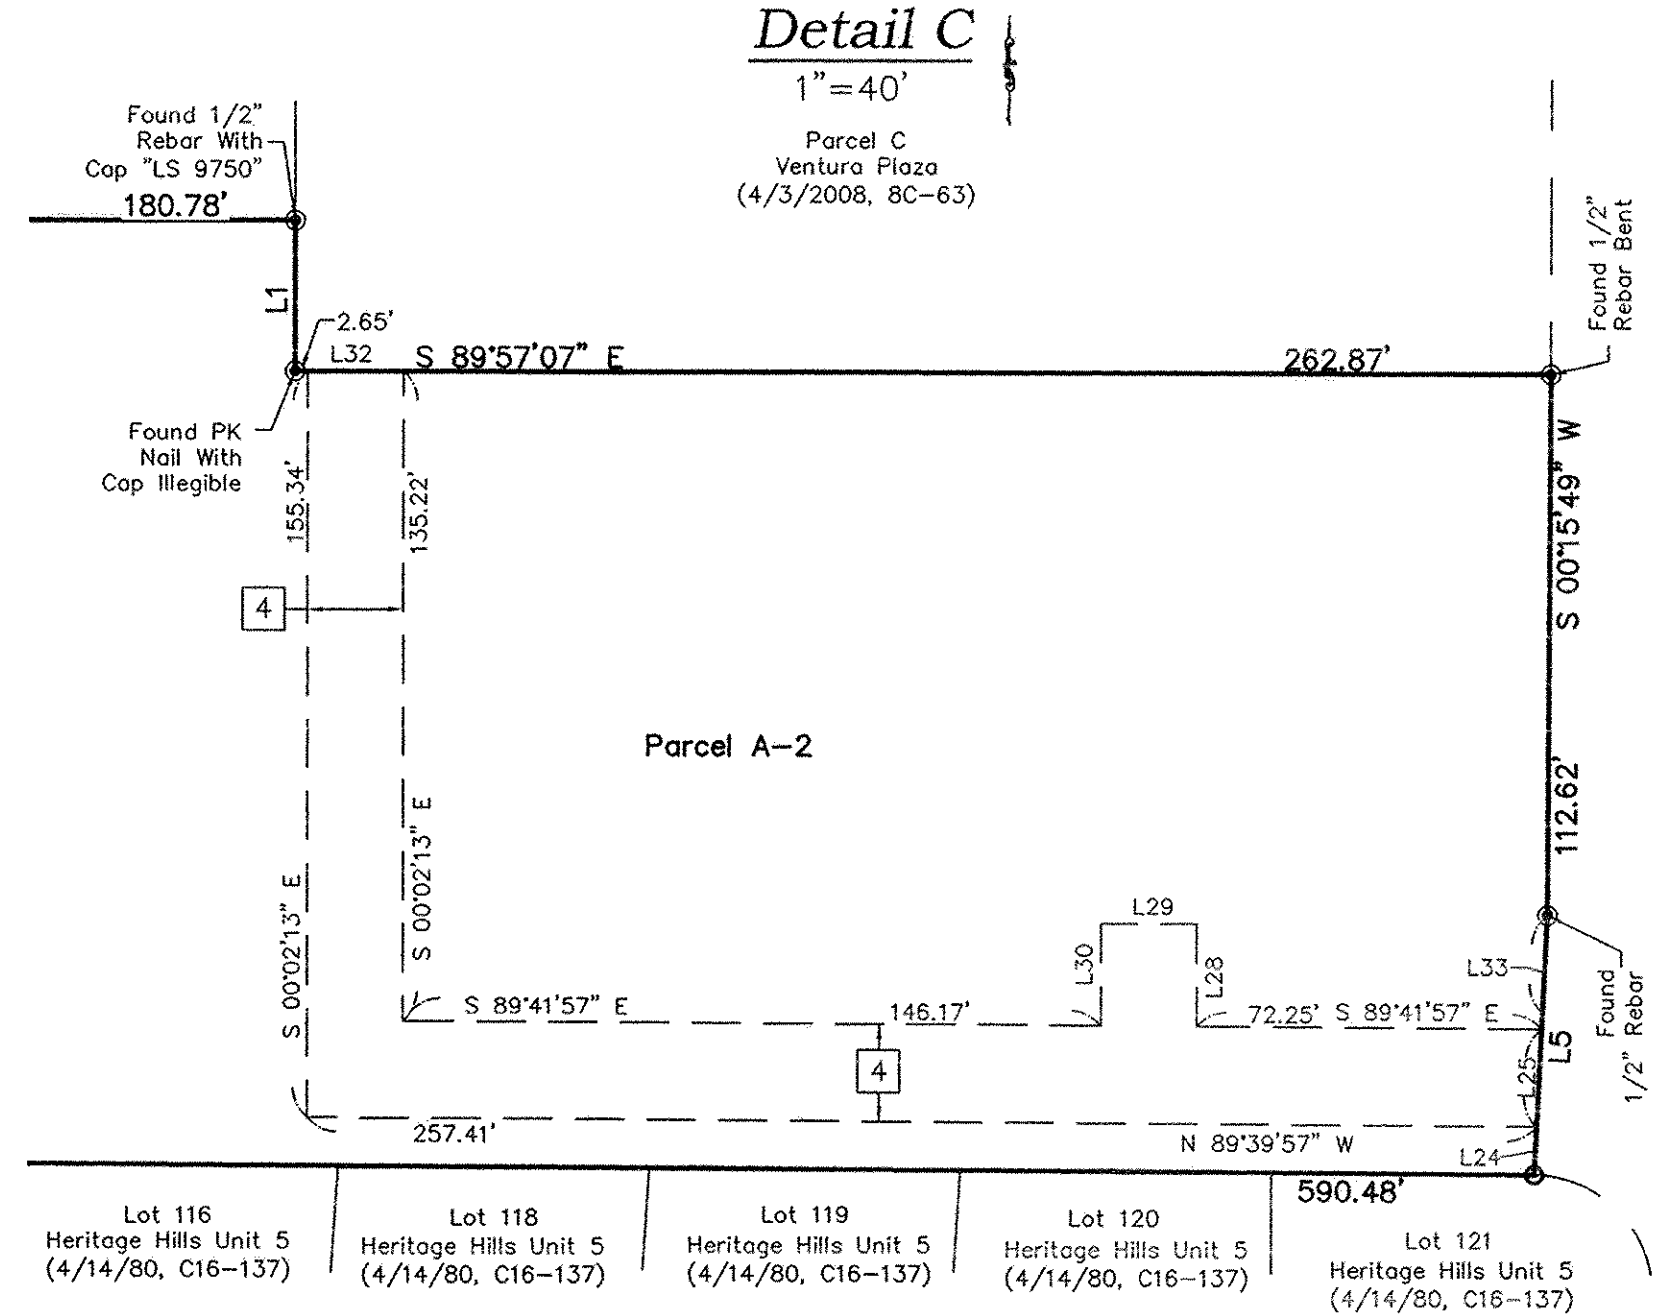 Detail C
1"=40'
Parcel C
Ventura Plaza
(4/3/2008, 8C-63)
Found 1/2"
Rebar With
Cap "LS 9750"
180.78'
L1
2.65'
L32
S 89°57'07" E
262.87'
Found 1/2"
Rebar Bent
Found PK
Nail With
Cap Illegible
155.34'
135.22'
S 00°15'49" W
112.62'
4
Parcel A-2
S 00°02'13" E
S 00°02'13" E
L29
L30
L28
L33
Found
1/2" Rebar
S 89°41'57" E
146.17'
72.25'
S 89°41'57" E
L5
4
L25
257.41'
N 89°39'57" W
L24
590.48'
Lot 116
Heritage Hills Unit 5
(4/14/80, C16-137)
Lot 118
Heritage Hills Unit 5
(4/14/80, C16-137)
Lot 119
Heritage Hills Unit 5
(4/14/80, C16-137)
Lot 120
Heritage Hills Unit 5
(4/14/80, C16-137)
Lot 121
Heritage Hills Unit 5
(4/14/80, C16-137)